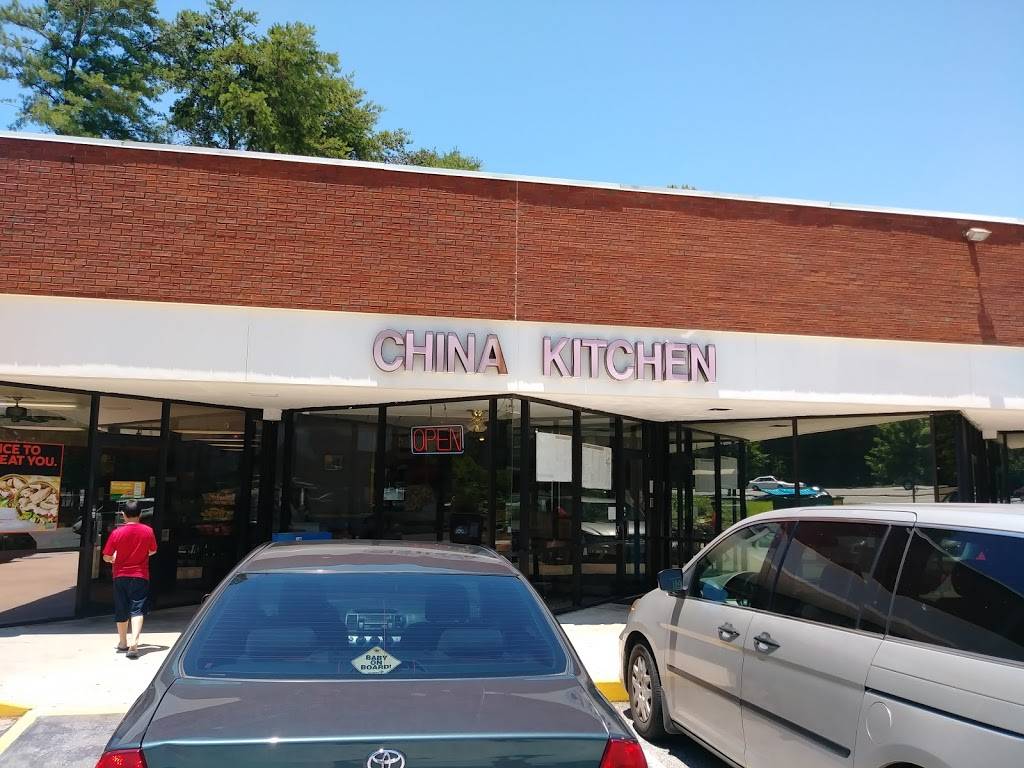 CHINA KITCHEN
OPEN
ICE TO
EAT YOU.
BABY
ON
BOARD!